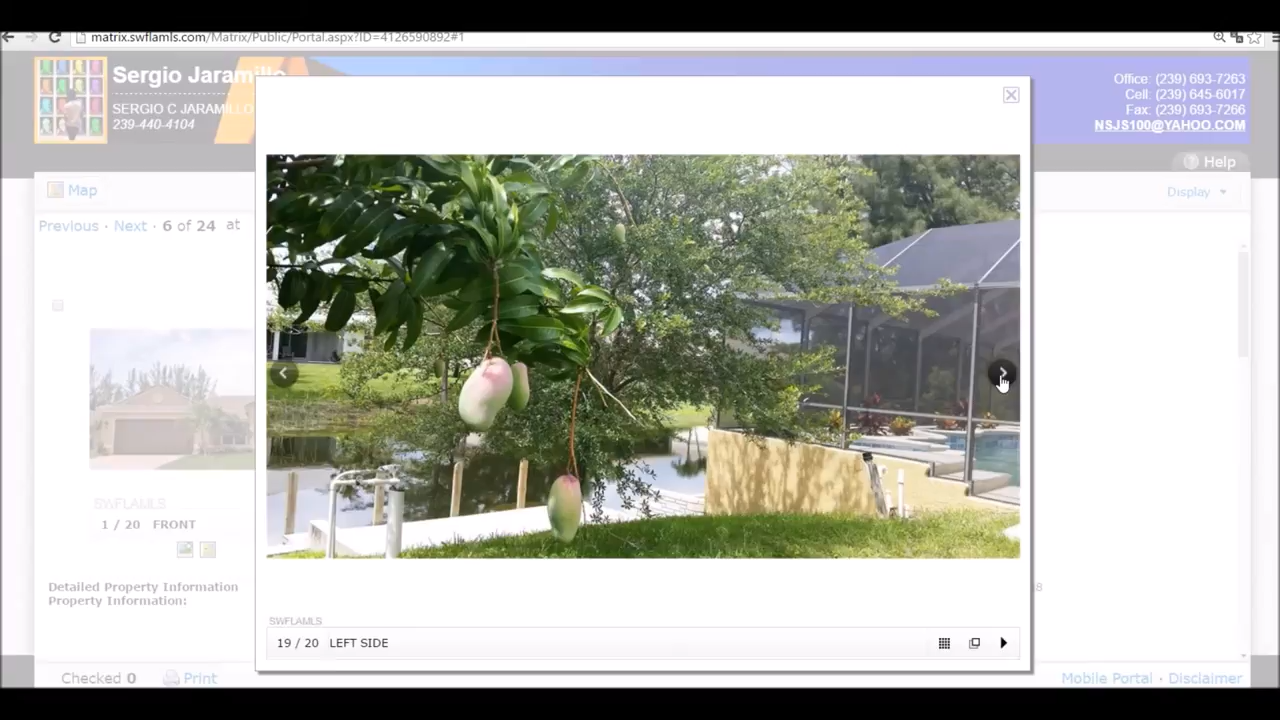 matrix.swflamls.com/Matrix/Public/Portal.aspx?ID=4126590892#1
Sergio Jaramillo
SERGIO C JARAMILLO
239-440-4104
Office: (239) 693-7263
Cell: (239) 645-6017
Fax: (239) 693-7266
NSJS100@YAHOO.COM
? Help
Map
Display
Previous · Next · 6 of 24 at
SWFLAMLS
1 / 20 FRONT
Detailed Property Information
Property Information:
SWFLAMLS
19 / 20 LEFT SIDE
Checked 0
Print
Mobile Portal · Disclaimer